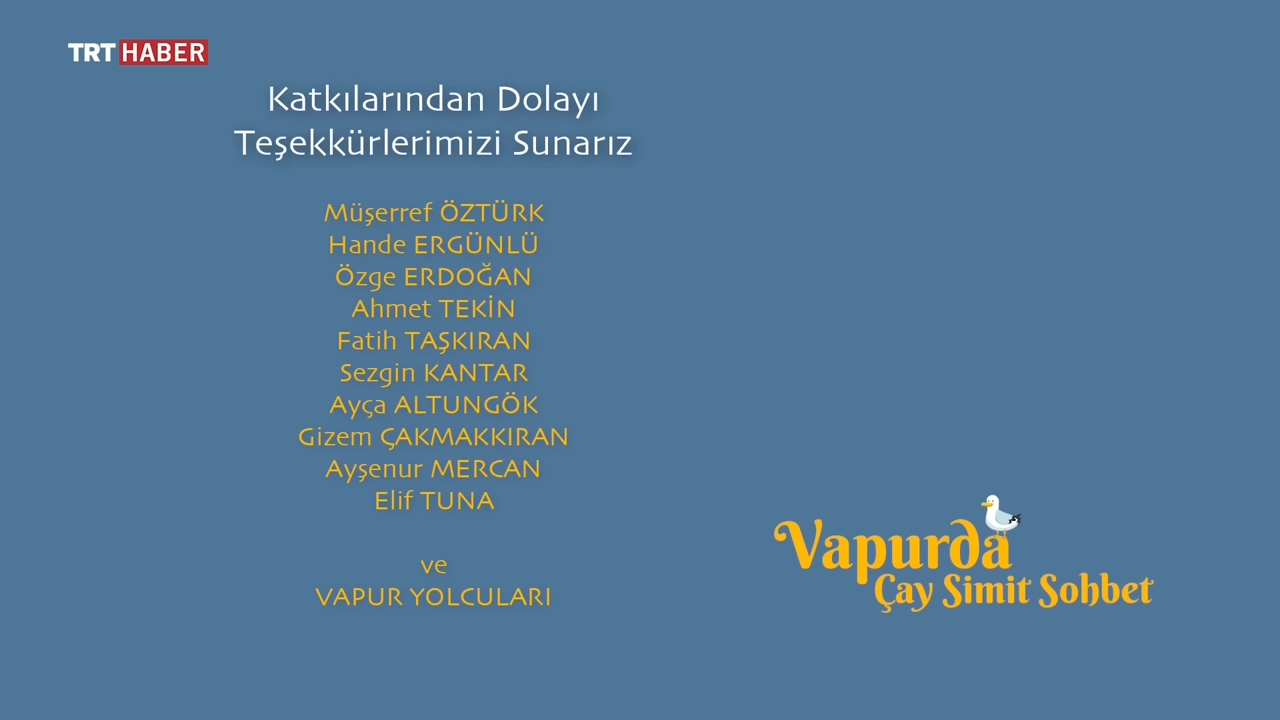 TRT HABER
Katkılarından Dolayı
Teşekkürlerimizi Sunarız
Müşerref ÖZTÜRK
Hande ERGÜNLÜ
Özge ERDOĞAN
Ahmet TEKİN
Fatih TAŞKIRAN
Sezgin KANTAR
Ayça ALTUNGÖK
Gizem ÇAKMAKKIRAN
Ayşenur MERCAN
Elif TUNA
ve
VAPUR YOLCULARI
Vapurda
Çay Simit Sohbet